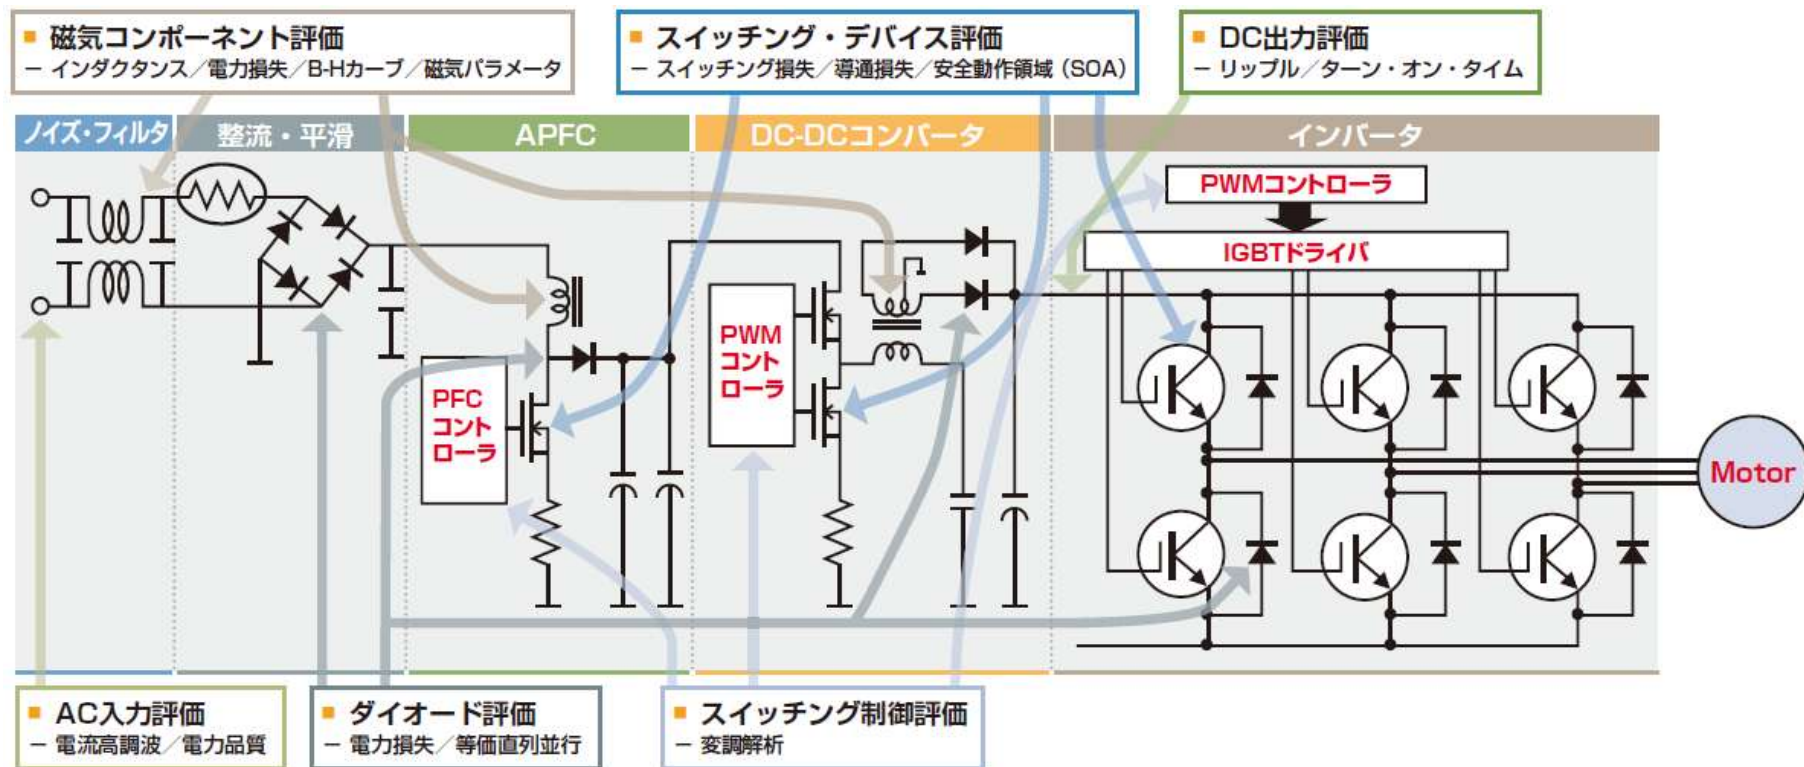 ■ 磁気コンポーネント評価
− インダクタンス／電力損失／B-Hカーブ／磁気パラメータ
■ スイッチング・デバイス評価
− スイッチング損失／導通損失／安全動作領域（SOA）
■ DC出力評価
− リップル／ターン・オン・タイム
ノイズ・フィルタ
整流・平滑
APFC
DC-DCコンバータ
インバータ
PWMコントローラ
IGBTドライバ
PWM
コント
ローラ
PFC
コント
ローラ
Motor
■ AC入力評価
− 電流高調波／電力品質
■ ダイオード評価
− 電力損失／等価直列並行
■ スイッチング制御評価
− 変調解析